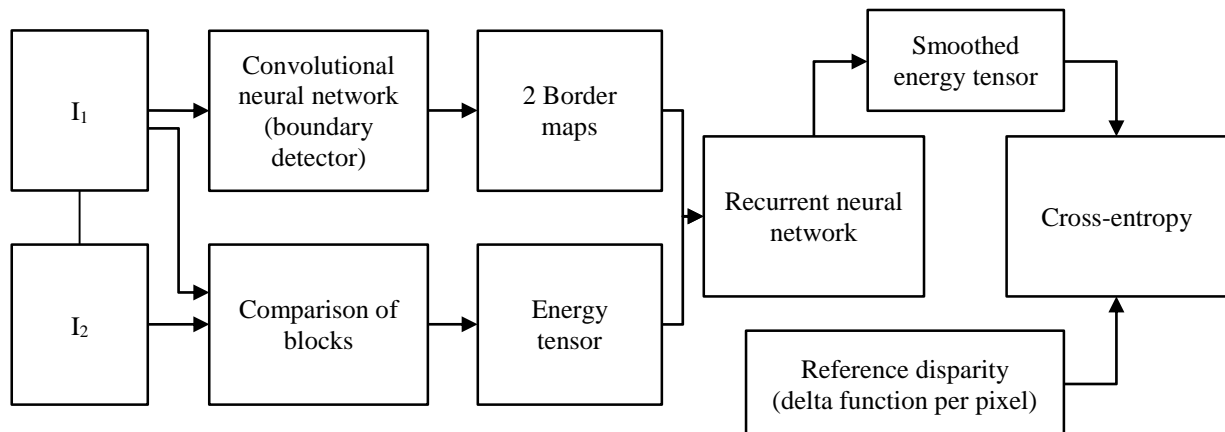 I₁
Convolutional
neural network
(boundary
detector)
2 Border
maps
Smoothed
energy tensor
Recurrent neural
network
Cross-entropy
I₂
Comparison of
blocks
Energy
tensor
Reference disparity
(delta function per pixel)